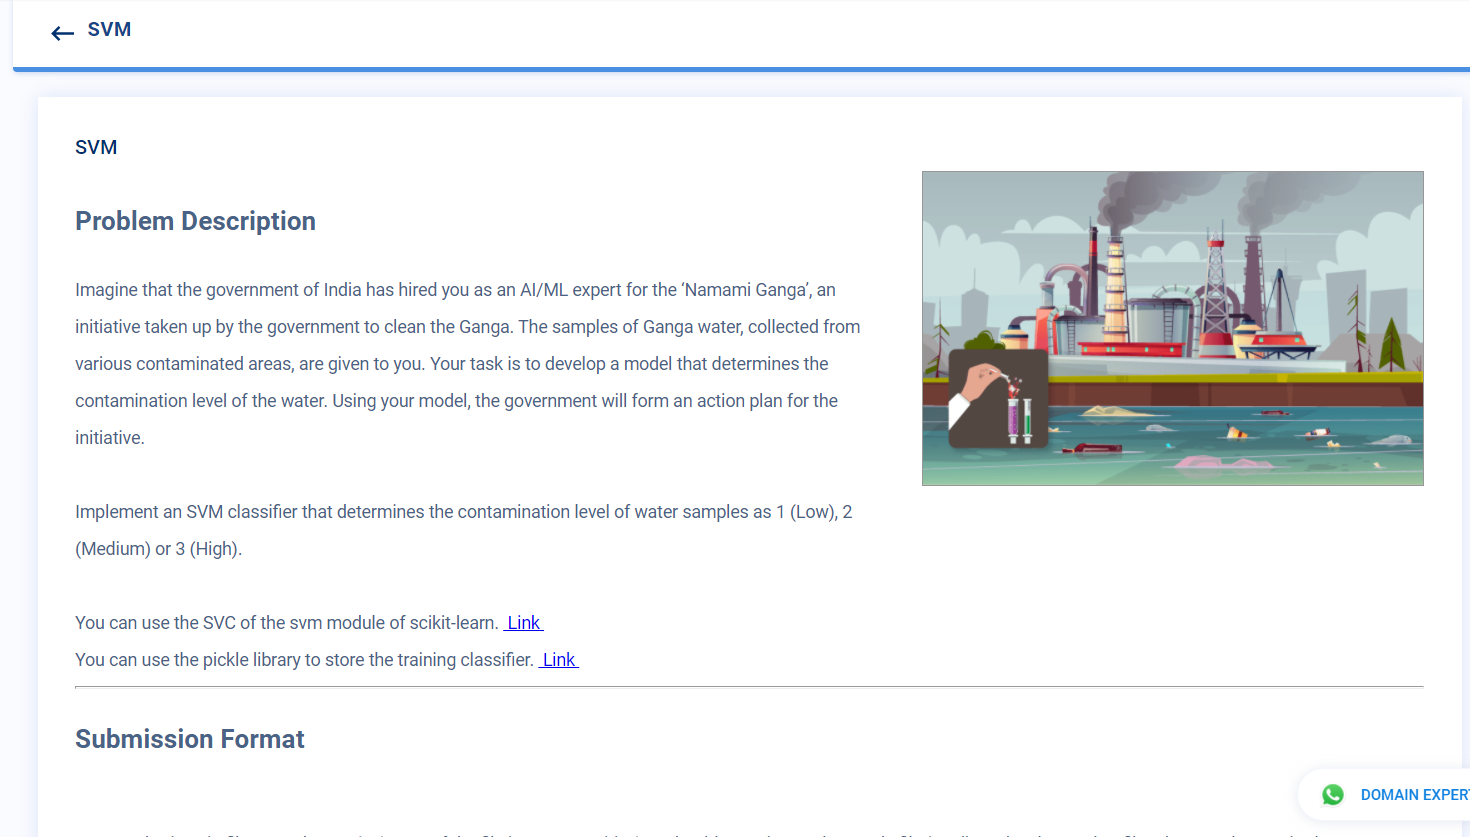 SVM
SVM
Problem Description
Imagine that the government of India has hired you as an AI/ML expert for the ‘Namami Ganga’, an
initiative taken up by the government to clean the Ganga. The samples of Ganga water, collected from
various contaminated areas, are given to you. Your task is to develop a model that determines the
contamination level of the water. Using your model, the government will form an action plan for the
initiative.
Implement an SVM classifier that determines the contamination level of water samples as 1 (Low), 2
(Medium) or 3 (High).
You can use the SVC of the svm module of scikit-learn. Link
You can use the pickle library to store the training classifier. Link
Submission Format
DOMAIN EXPERT